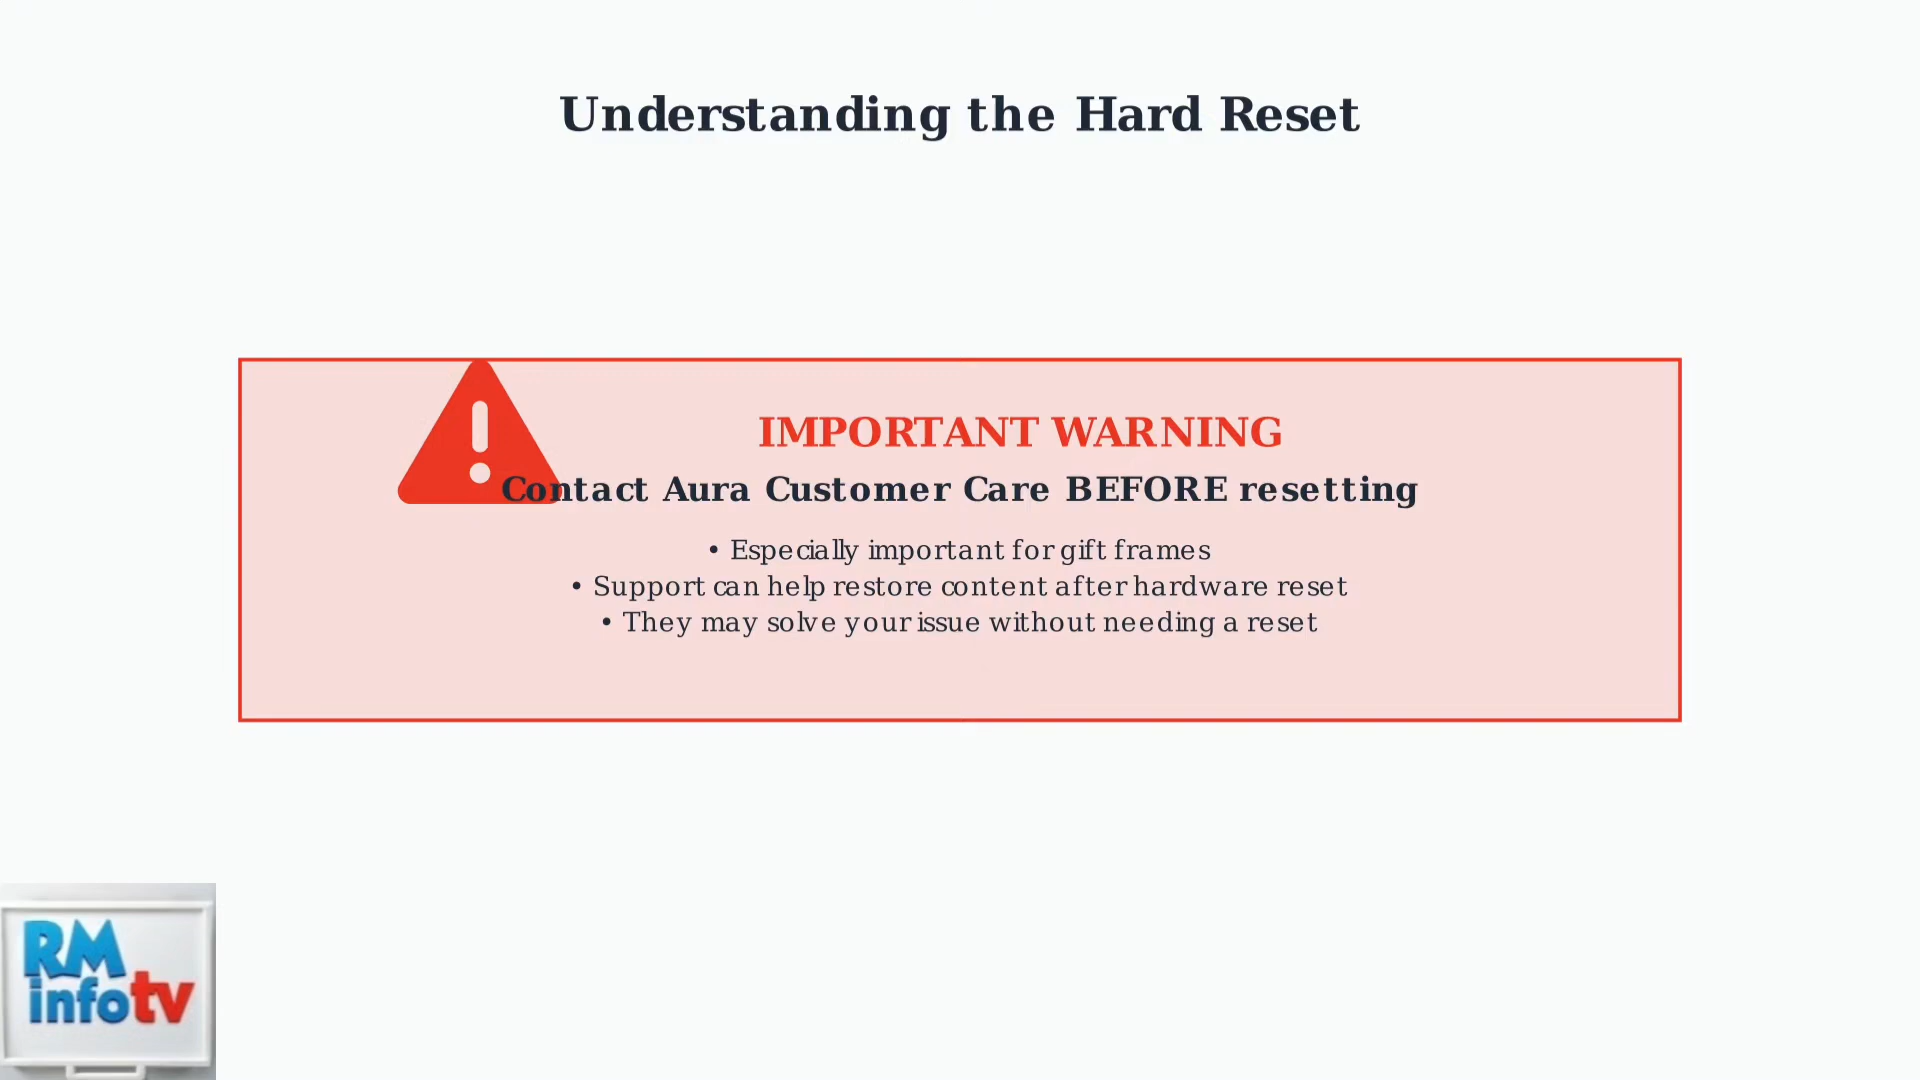 Understanding the Hard Reset
IMPORTANT WARNING
Contact Aura Customer Care BEFORE resetting
• Especially important for gift frames
• Support can help restore content after hardware reset
• They may solve your issue without needing a reset
RM
infotv